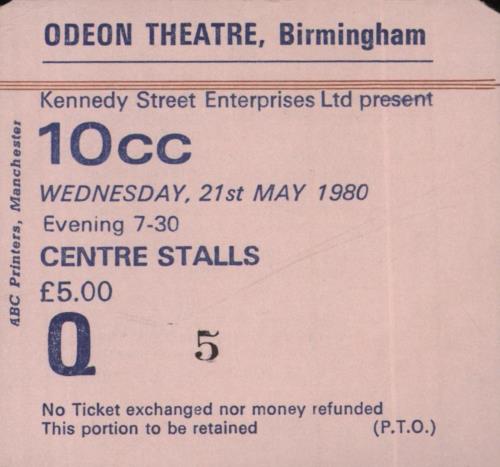 ODEON THEATRE, Birmingham
Kennedy Street Enterprises Ltd present
10cc
WEDNESDAY, 21st MAY 1980
Evening 7-30
CENTRE STALLS
£5.00
Q 5
No Ticket exchanged nor money refunded
This portion to be retained (P.T.O.)
ABC Printers, Manchester